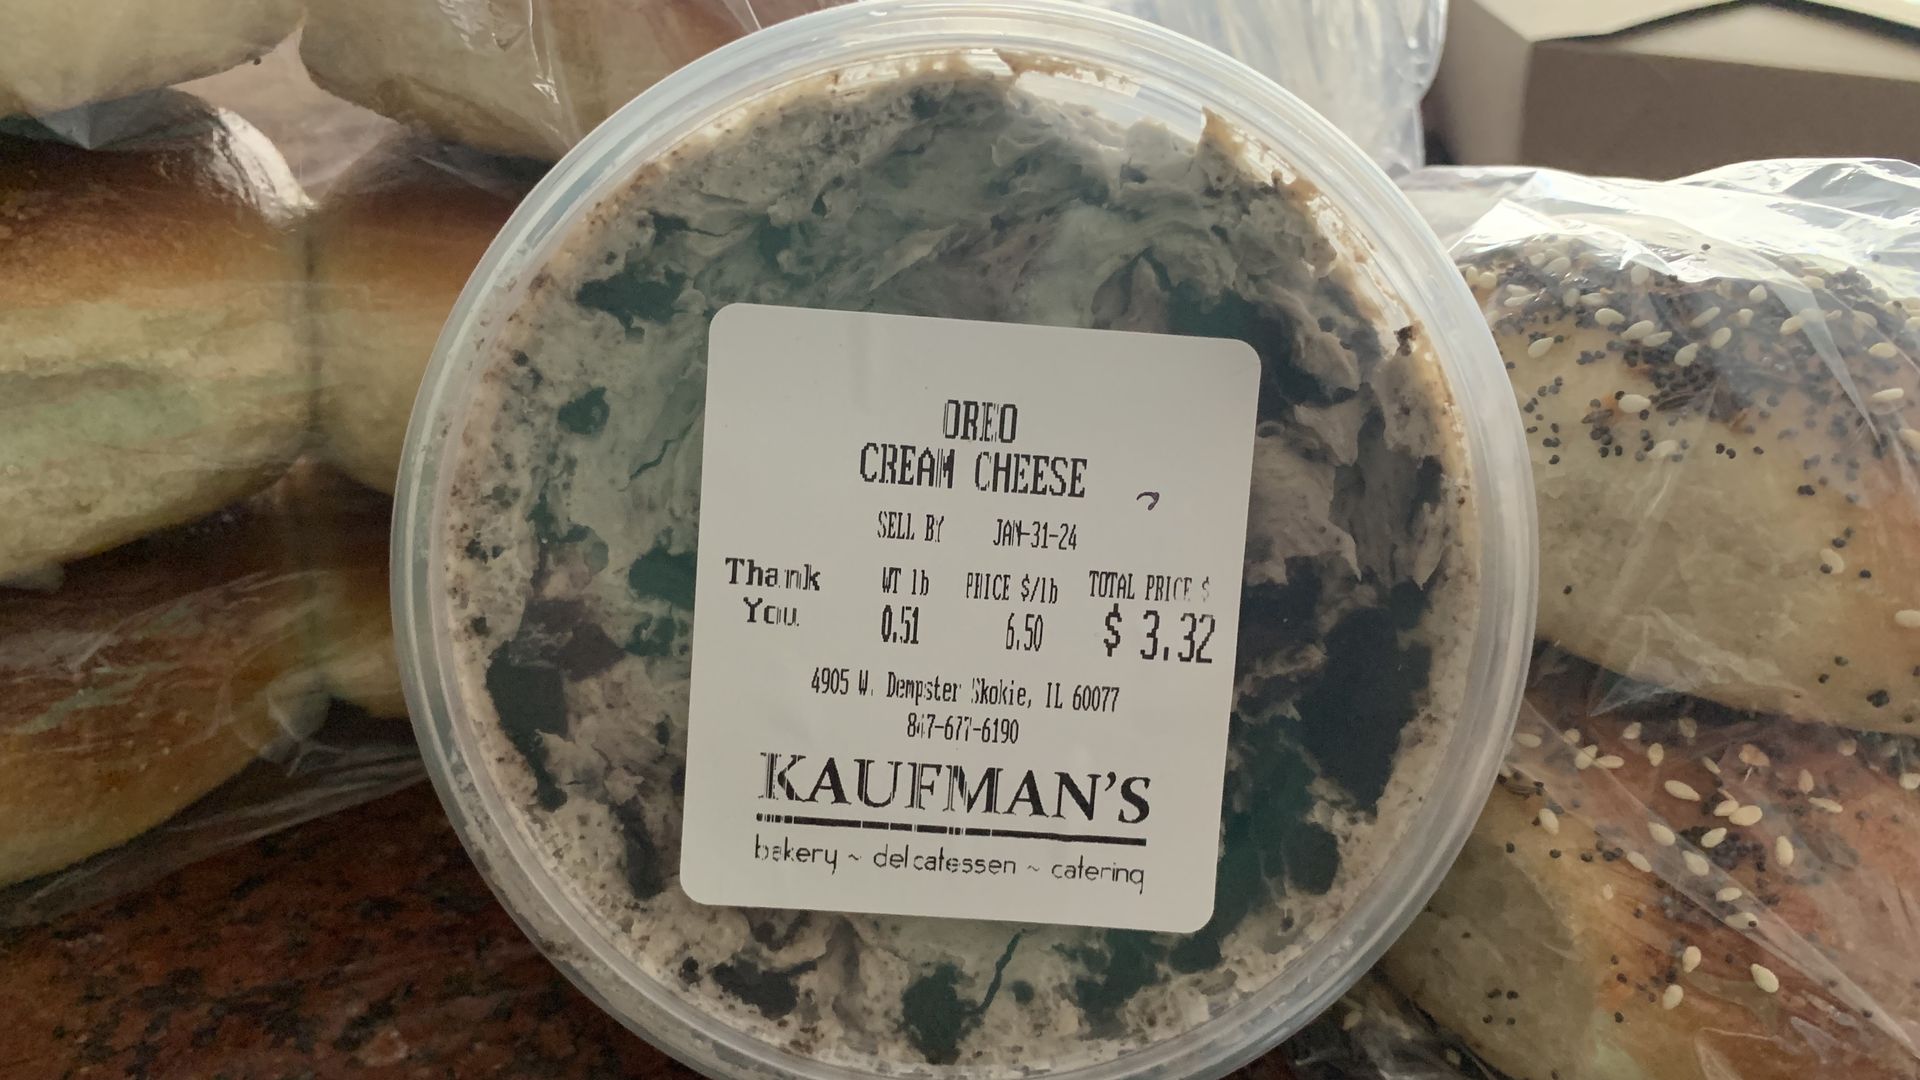 OREO
CREAM CHEESE
SELL BY JAN-31-24
Thank You.
WT lb PRICE $/lb TOTAL PRICE $
0.51 6.50 $ 3.32
4905 W. Dempster Skokie, IL 60077
847-677-6190
KAUFMAN'S
bakery ~ delicatessen ~ catering